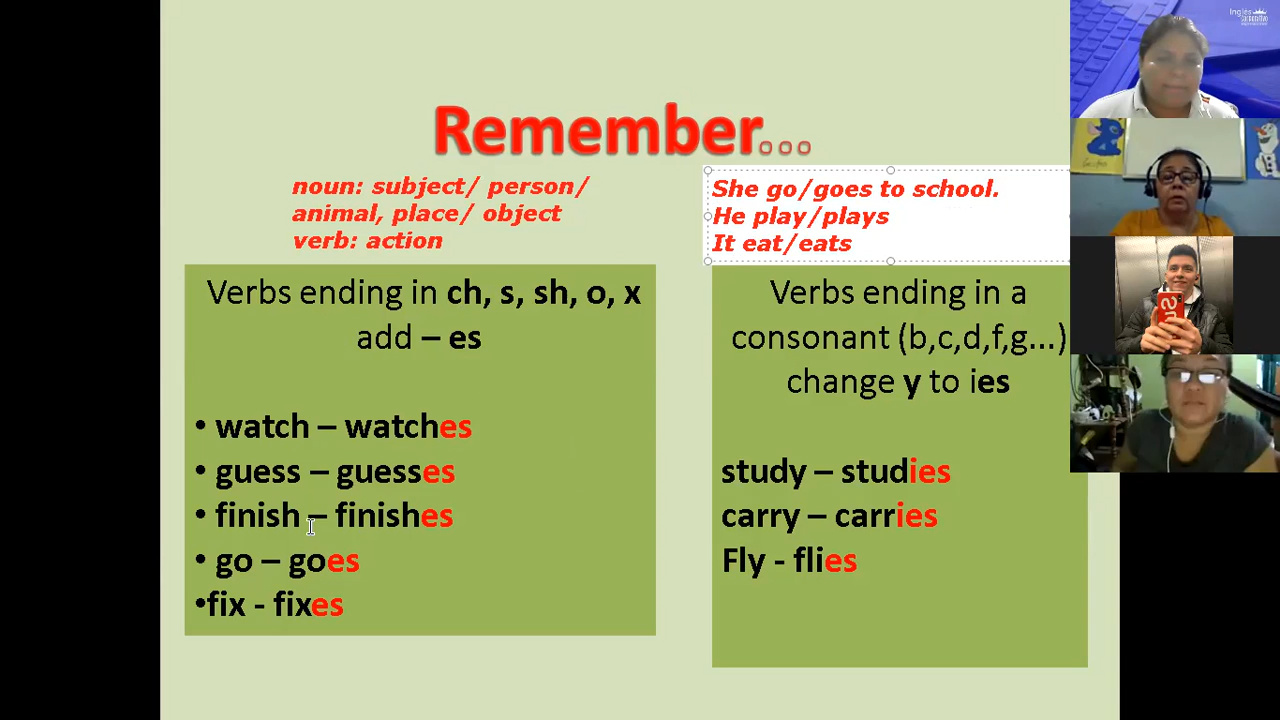 Remember...
noun: subject/ person/
animal, place/ object
verb: action
She go/goes to school.
He play/plays
It eat/eats
Verbs ending in ch, s, sh, o, x
add – es
• watch – watches
• guess – guesses
• finish – finishes
• go – goes
•fix - fixes
Verbs ending in a
consonant (b,c,d,f,g...)
change y to ies
study – studies
carry – carries
Fly - flies
Ingles